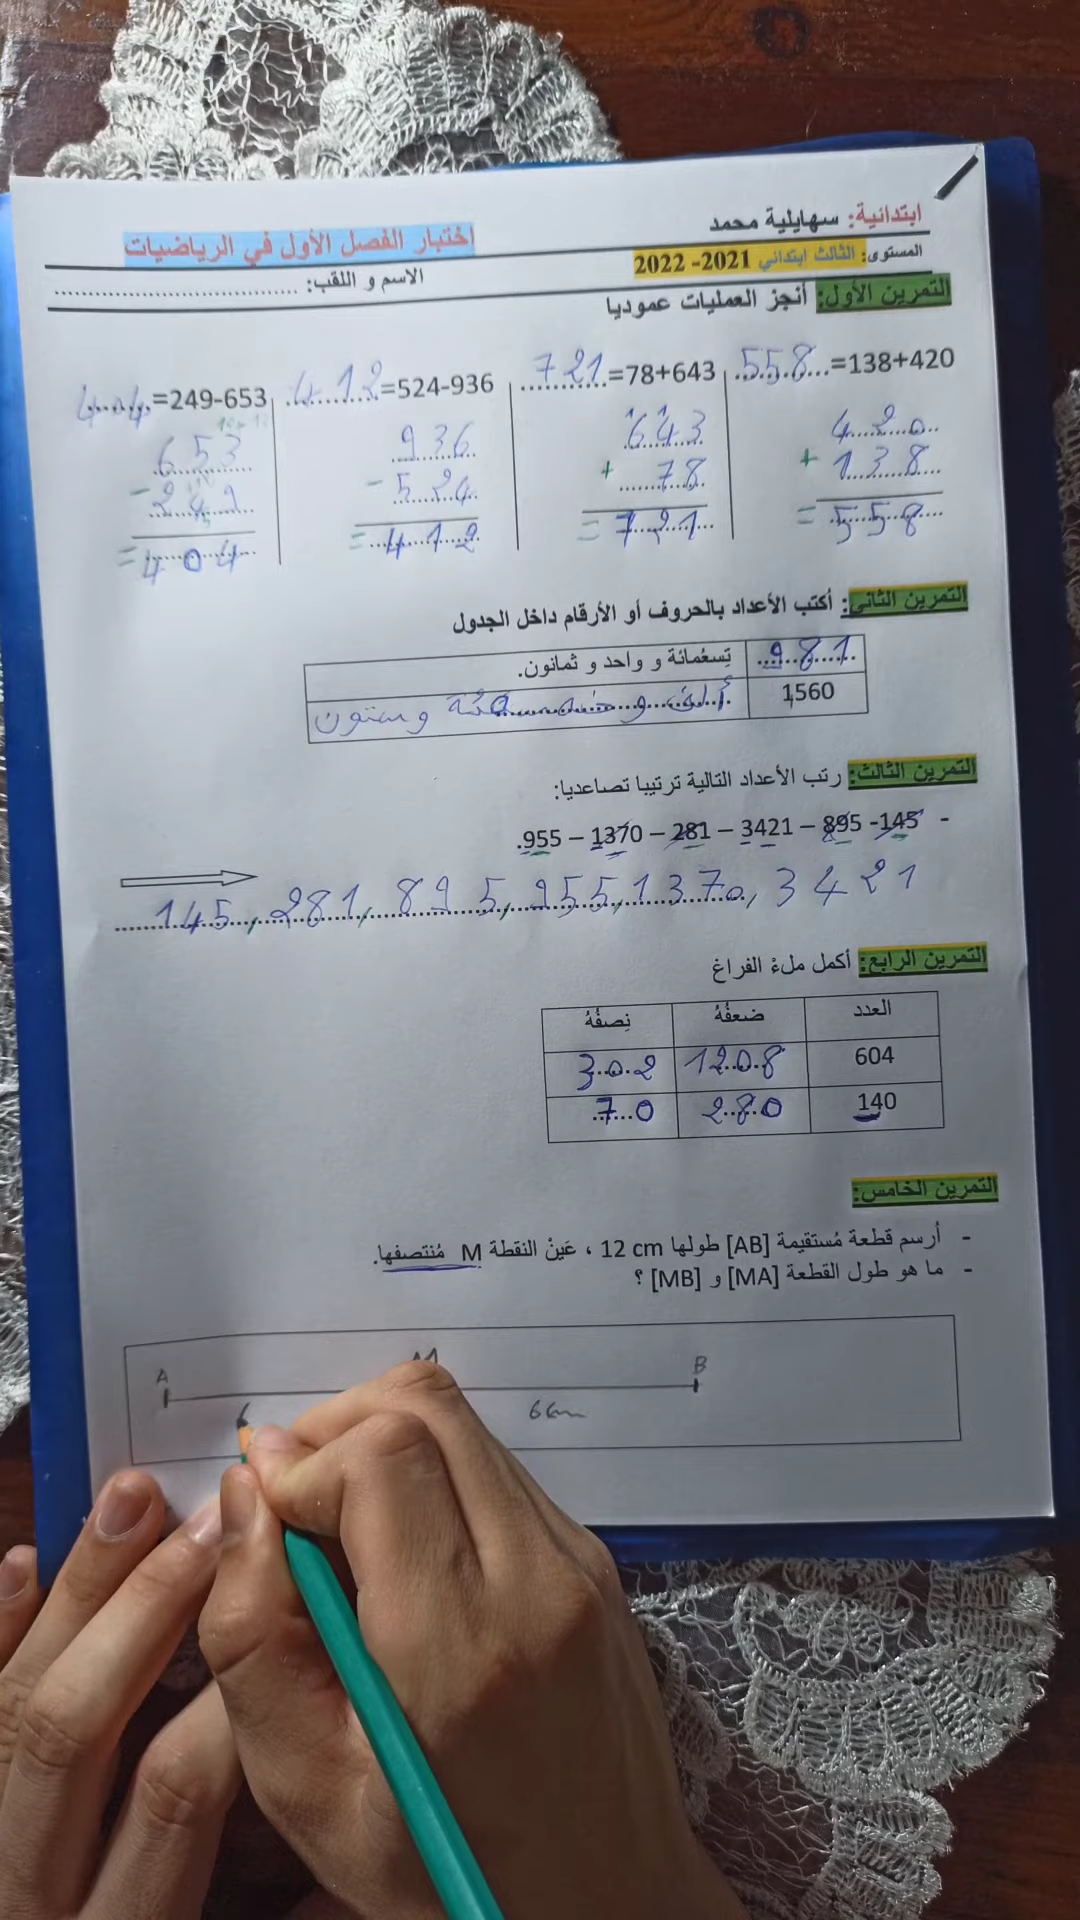 ابتدائية: سهايلية محمد
اختبار الفصل الأول في الرياضيات
المستوى: الثالث ابتدائي 2021- 2022
الاسم و اللقب: ....................................
التمرين الأول: أنجز العمليات عموديا
558=138+420
721=78+643
412=524-936
404=249-653
420 643 936 653
+ 138 + 78 - 524 - 249
= 558 = 721 = 412 = 404
التمرين الثاني: أكتب الأعداد بالحروف أو الأرقام داخل الجدول
981 تِسعُمائة و واحد و ثمانون.
1560 ألف و خمسمائة و ستون
التمرين الثالث: رتب الأعداد التالية ترتيبا تصاعديا:
- 145- 895 – 3421 – 281 – 1370 – 955.
145, 281, 895, 955, 1370, 3421
التمرين الرابع: أكمل ملءْ الفراغ
العدد ضعفُهُ نِصفُهُ
604 1208 302
140 280 70
التمرين الخامس:
- أرسم قطعة مُستقيمة [AB] طولها 12 cm ، عَينْ النقطة M مُنتصفها.
- ما هو طول القطعة [MA] و [MB] ؟
A M B
6 6cm